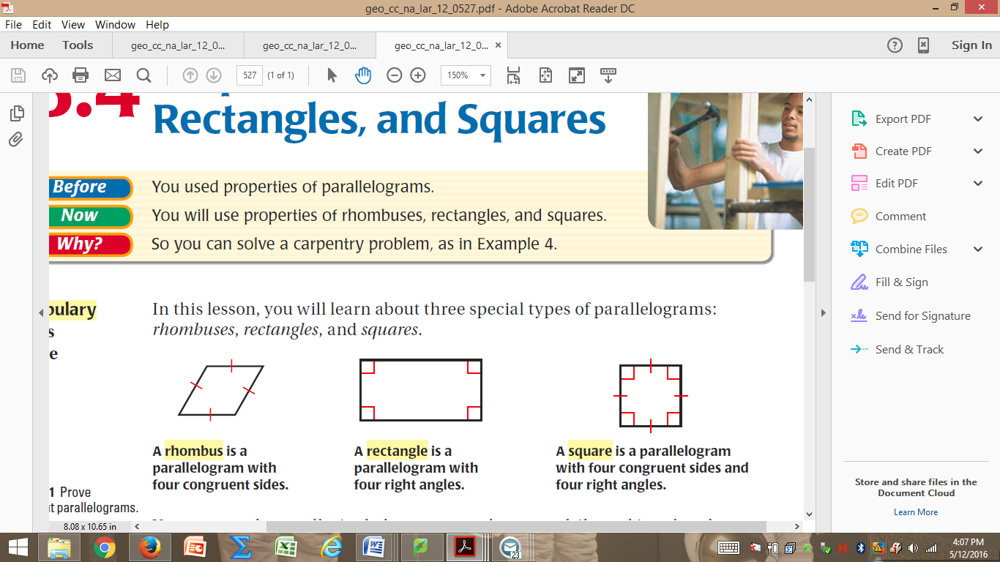 geo_cc_na_lar_12_0527.pdf - Adobe Acrobat Reader DC
File Edit View Window Help
Home Tools geo_cc_na_lar_12_0... geo_cc_na_lar_12_0... geo_cc_na_lar_12_0... × Sign In
527 (1 of 1) 150%
Rectangles, and Squares
Before You used properties of parallelograms.
Now You will use properties of rhombuses, rectangles, and squares.
Why? So you can solve a carpentry problem, as in Example 4.
In this lesson, you will learn about three special types of parallelograms:
rhombuses, rectangles, and squares.
A rhombus is a
parallelogram with
four congruent sides.
A rectangle is a
parallelogram with
four right angles.
A square is a parallelogram
with four congruent sides and
four right angles.
1 Prove
parallelograms.
8.08 x 10.65 in
Export PDF
Create PDF
Edit PDF
Comment
Combine Files
Fill & Sign
Send for Signature
Send & Track
Store and share files in the
Document Cloud
Learn More
23
4:07 PM
5/12/2016